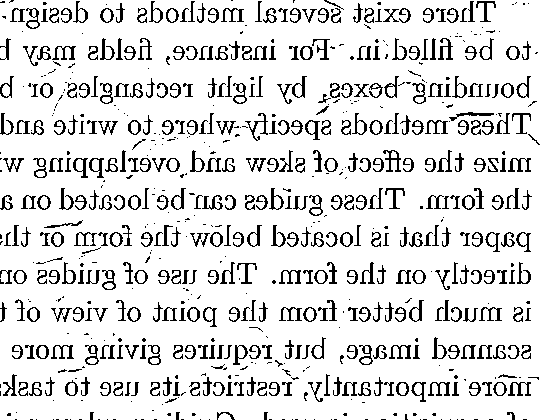 There exist several methods to design
to be filled in. For instance, fields may
bounding boxes, by light rectangles or
These methods specify where to write and
mize the effect of skew and overlapping
the form. These guides can be located on a
paper that is located below the form or the
directly on the form. The use of guides on
is much better from the point of view of
scanned image, but requires giving more
more importantly, restricts its use to tasks